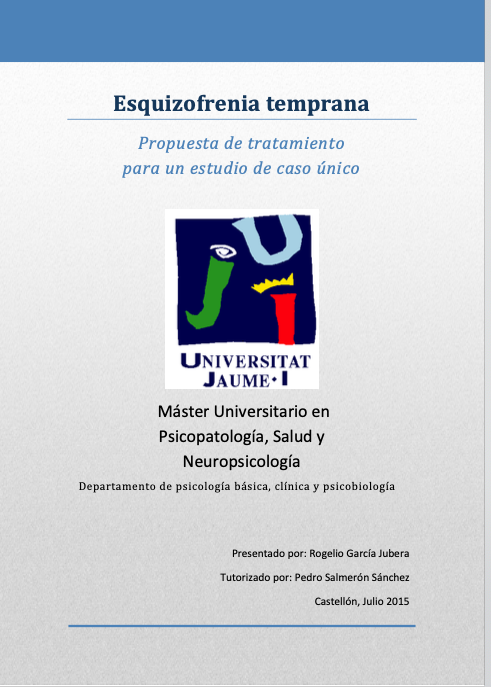 Esquizofrenia temprana
Propuesta de tratamiento
para un estudio de caso único
UJI
UNIVERSITAT
JAUME·I
Máster Universitario en
Psicopatología, Salud y
Neuropsicología
Departamento de psicología básica, clínica y psicobiología
Presentado por: Rogelio García Jubera
Tutorizado por: Pedro Salmerón Sánchez
Castellón, Julio 2015